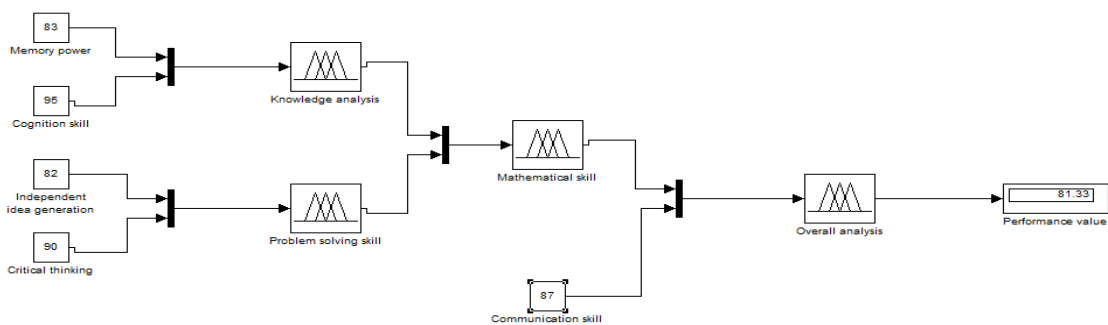 83
Memory power
95
Cognition skill
Knowledge analysis
82
Independent
idea generation
90
Critical thinking
Problem solving skill
Mathematical skill
87
Communication skill
Overall analysis
81.33
Performance value